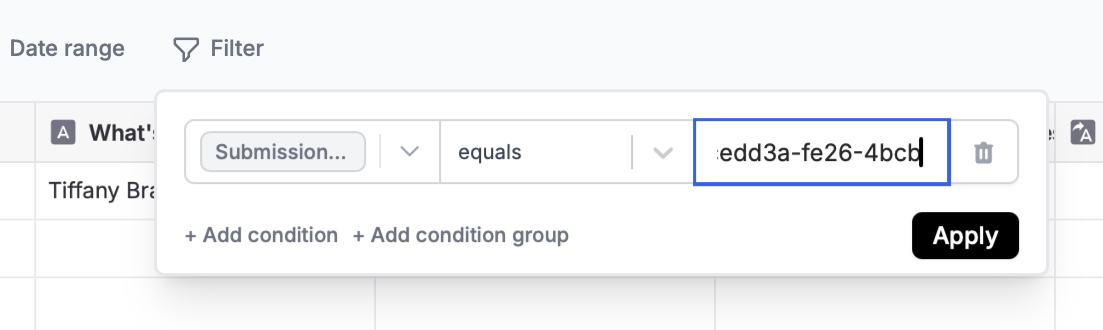 Date range Filter
A What's
Submission... equals edd3a-fe26-4bcb
Tiffany Bra
+ Add condition + Add condition group Apply